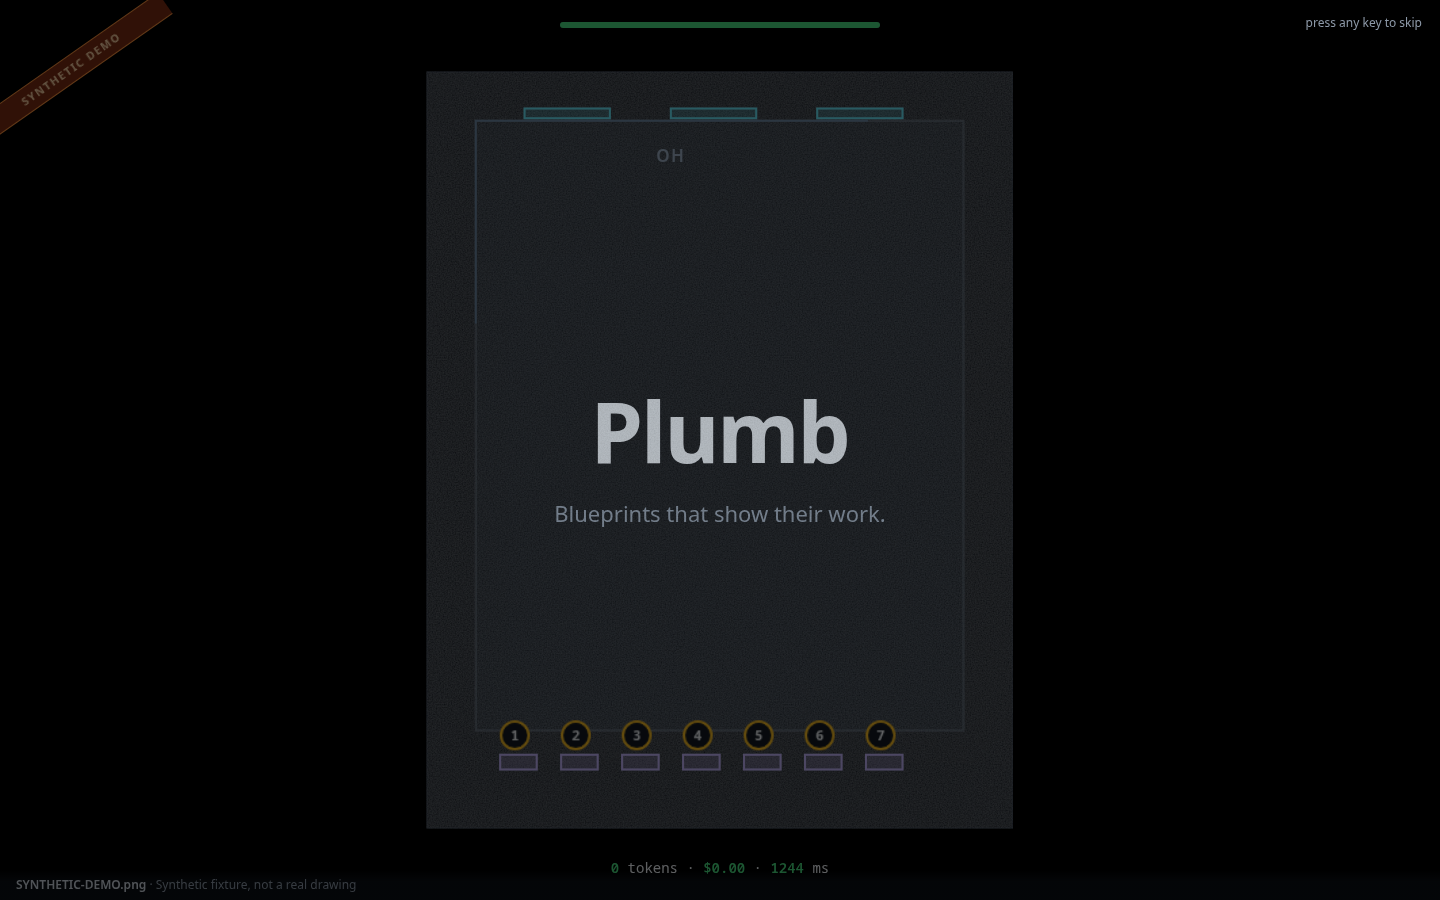 SYNTHETIC DEMO
press any key to skip
OH
Plumb
Blueprints that show their work.
1 2 3 4 5 6 7
0 tokens · $0.00 · 1244 ms
SYNTHETIC-DEMO.png · Synthetic fixture, not a real drawing